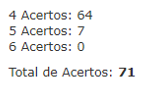 4 Acertos: 64
5 Acertos: 7
6 Acertos: 0
Total de Acertos: 71